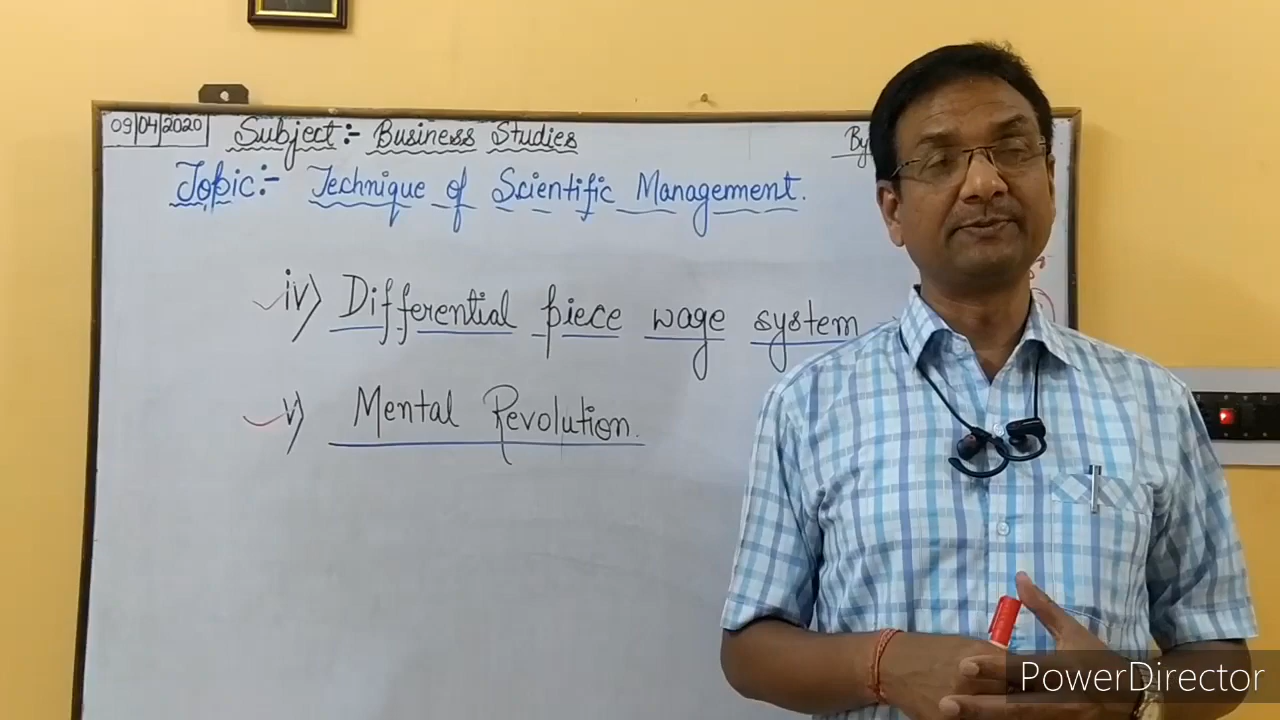 09/04/2020 Subject:- Business Studies By
Topic:- Technique of Scientific Management.
iv) Differential piece wage system
v) Mental Revolution.
PowerDirector